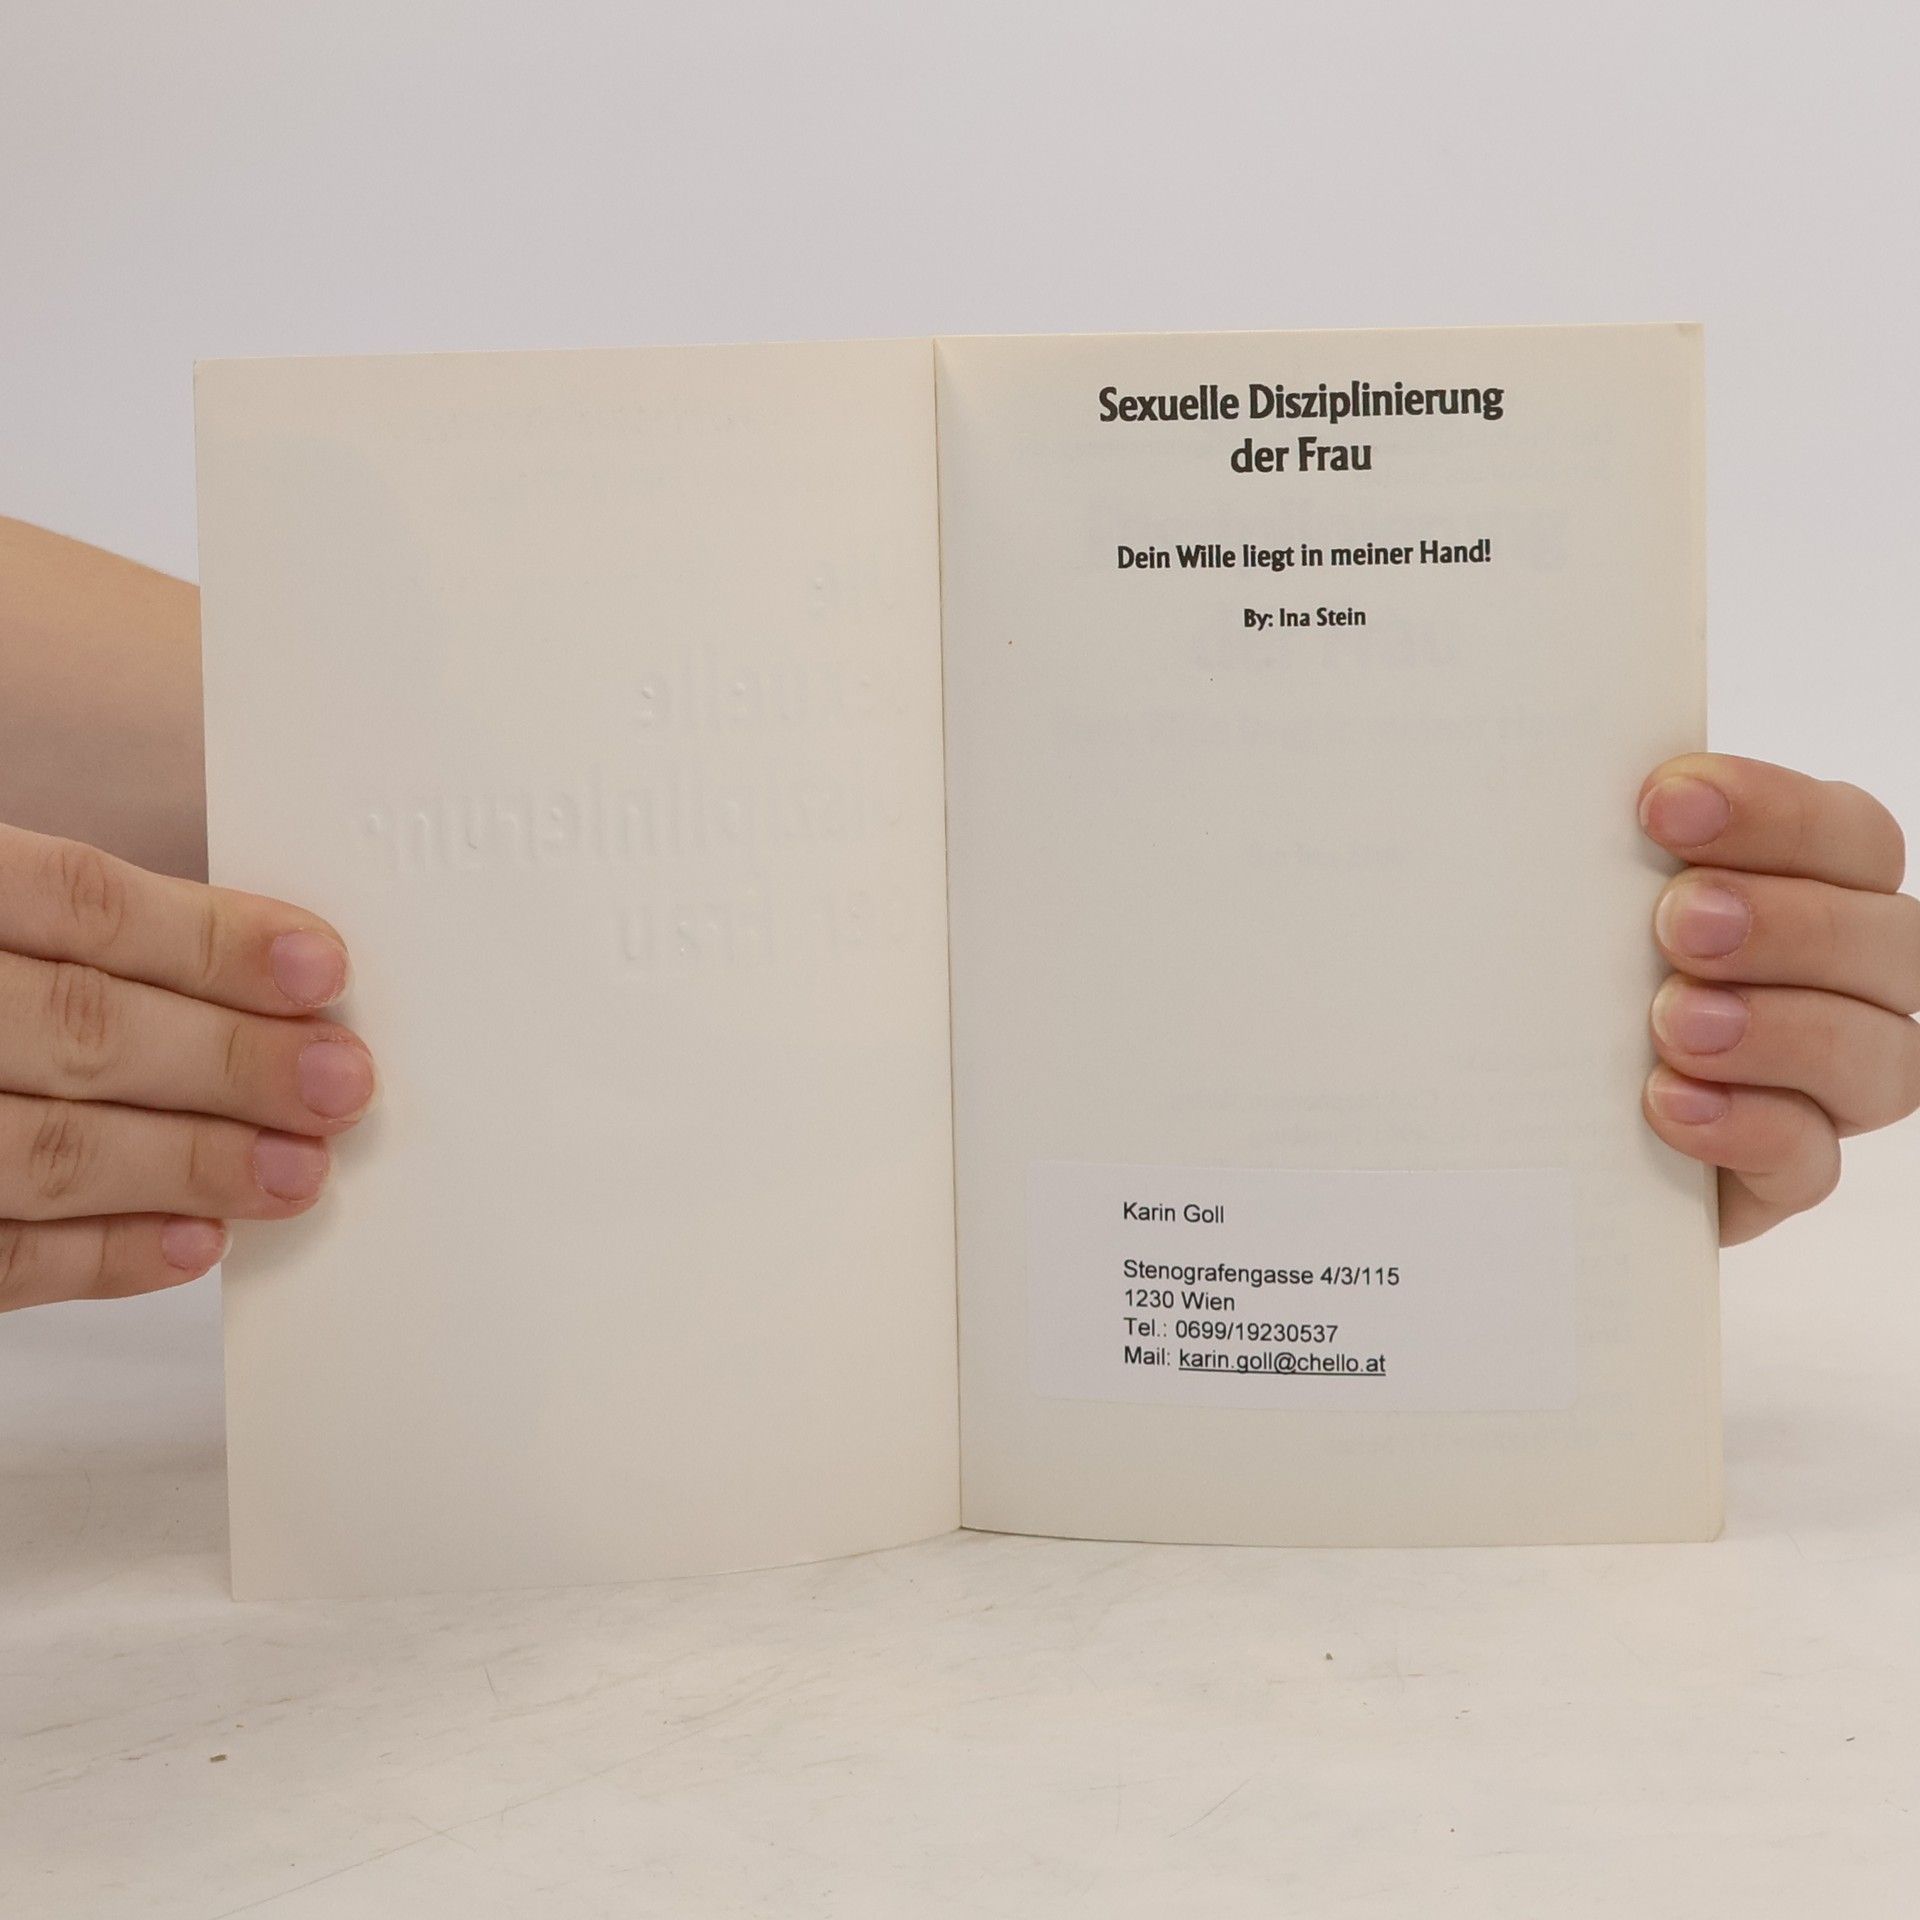 Sexuelle Disziplinierung
der Frau
Dein Wille liegt in meiner Hand!
By: Ina Stein
Karin Goll
Stenografengasse 4/3/115
1230 Wien
Tel.: 0699/19230537
Mail: karin.goll@chello.at